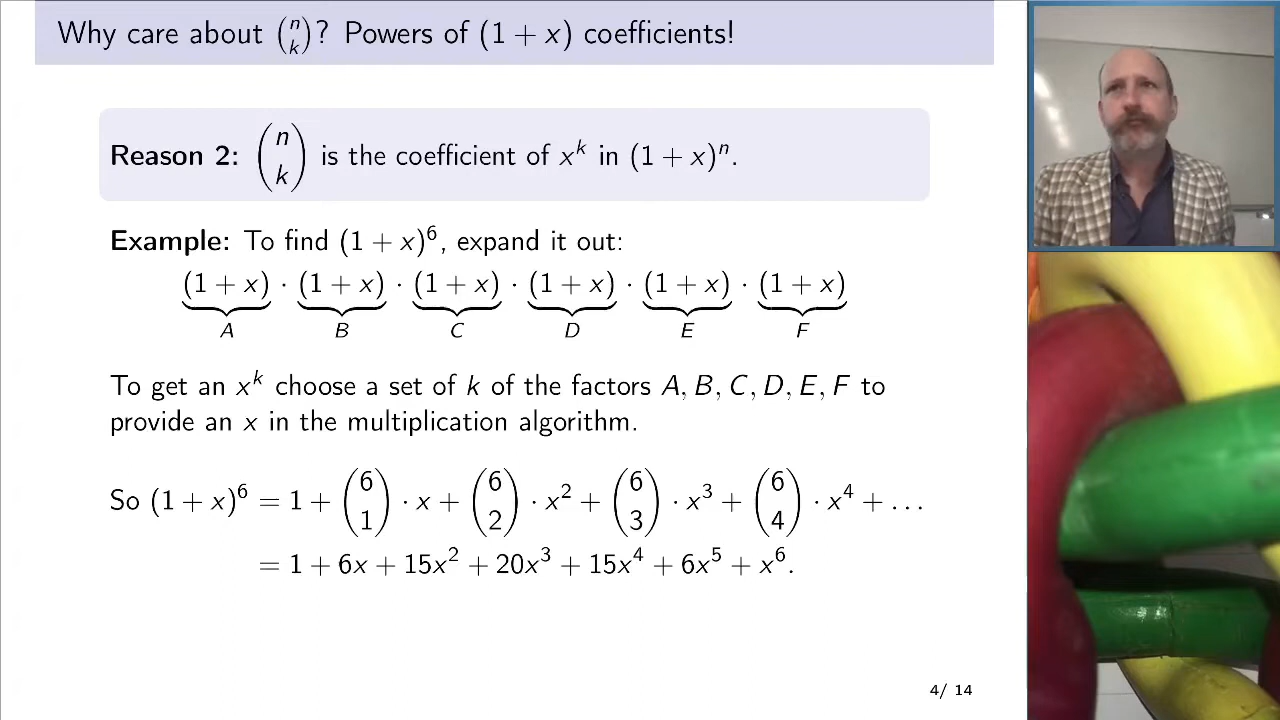 Why care about (n k)? Powers of (1 + x) coefficients!
Reason 2: (n k) is the coefficient of x^k in (1 + x)^n.
Example: To find (1 + x)^6, expand it out:
(1 + x) · (1 + x) · (1 + x) · (1 + x) · (1 + x) · (1 + x)
A B C D E F
To get an x^k choose a set of k of the factors A, B, C, D, E, F to
provide an x in the multiplication algorithm.
So (1 + x)^6 = 1 + (6 1) · x + (6 2) · x^2 + (6 3) · x^3 + (6 4) · x^4 + ...
= 1 + 6x + 15x^2 + 20x^3 + 15x^4 + 6x^5 + x^6.
4/ 14